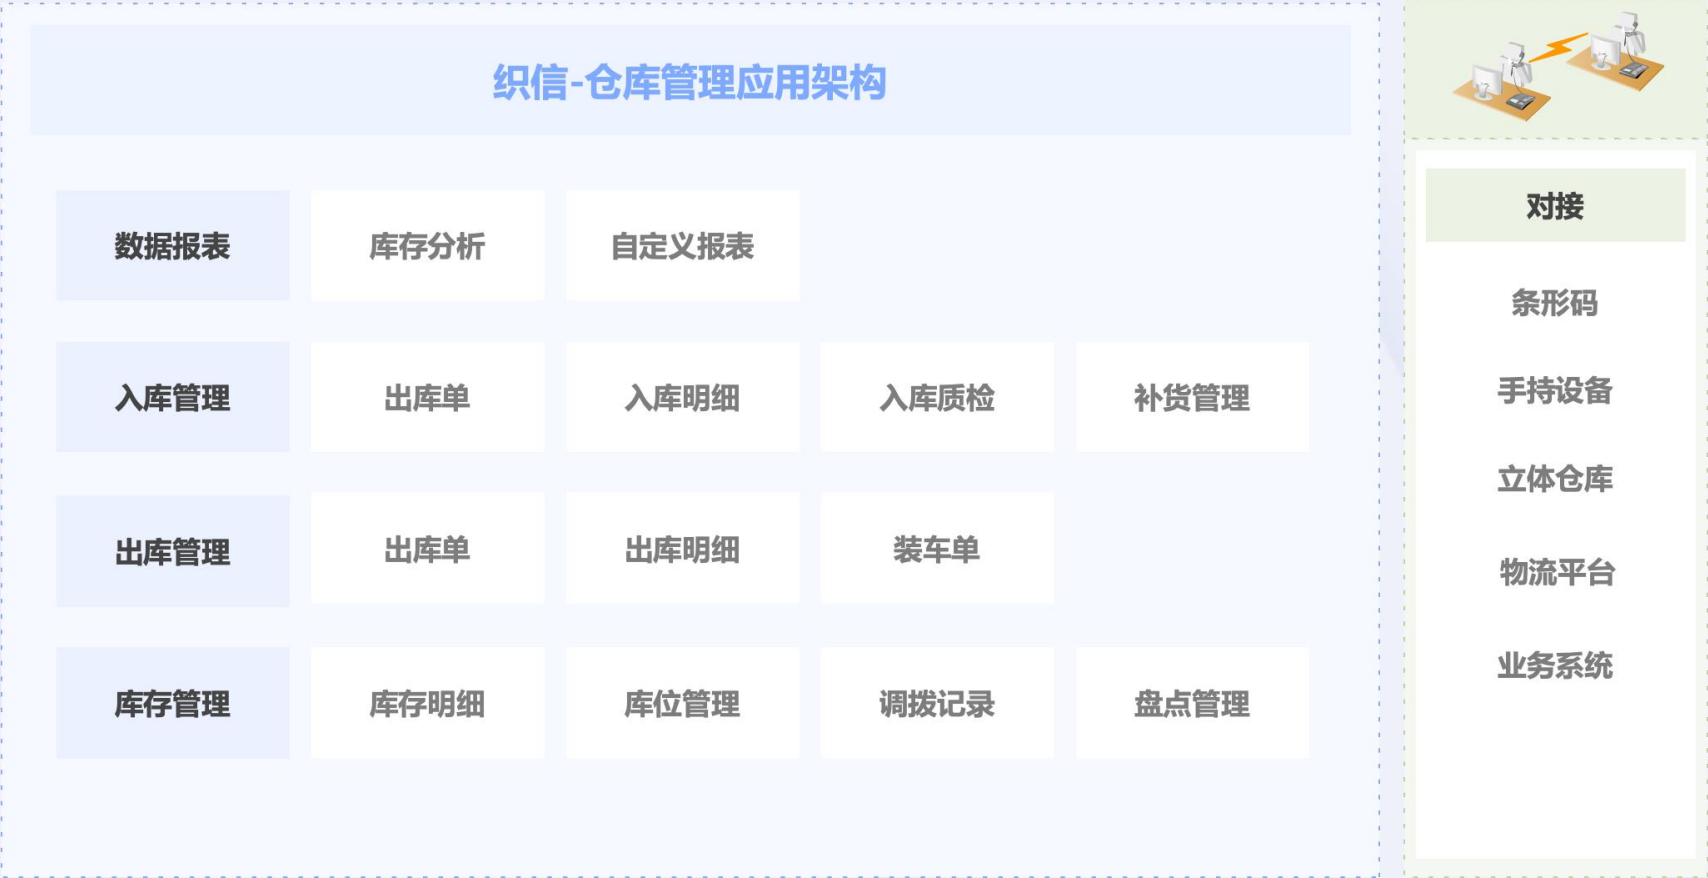 织信-仓库管理应用架构
数据报表 库存分析 自定义报表
入库管理 出库单 入库明细 入库质检 补货管理
出库管理 出库单 出库明细 装车单
库存管理 库存明细 库位管理 调拨记录 盘点管理
对接
条形码
手持设备
立体仓库
物流平台
业务系统